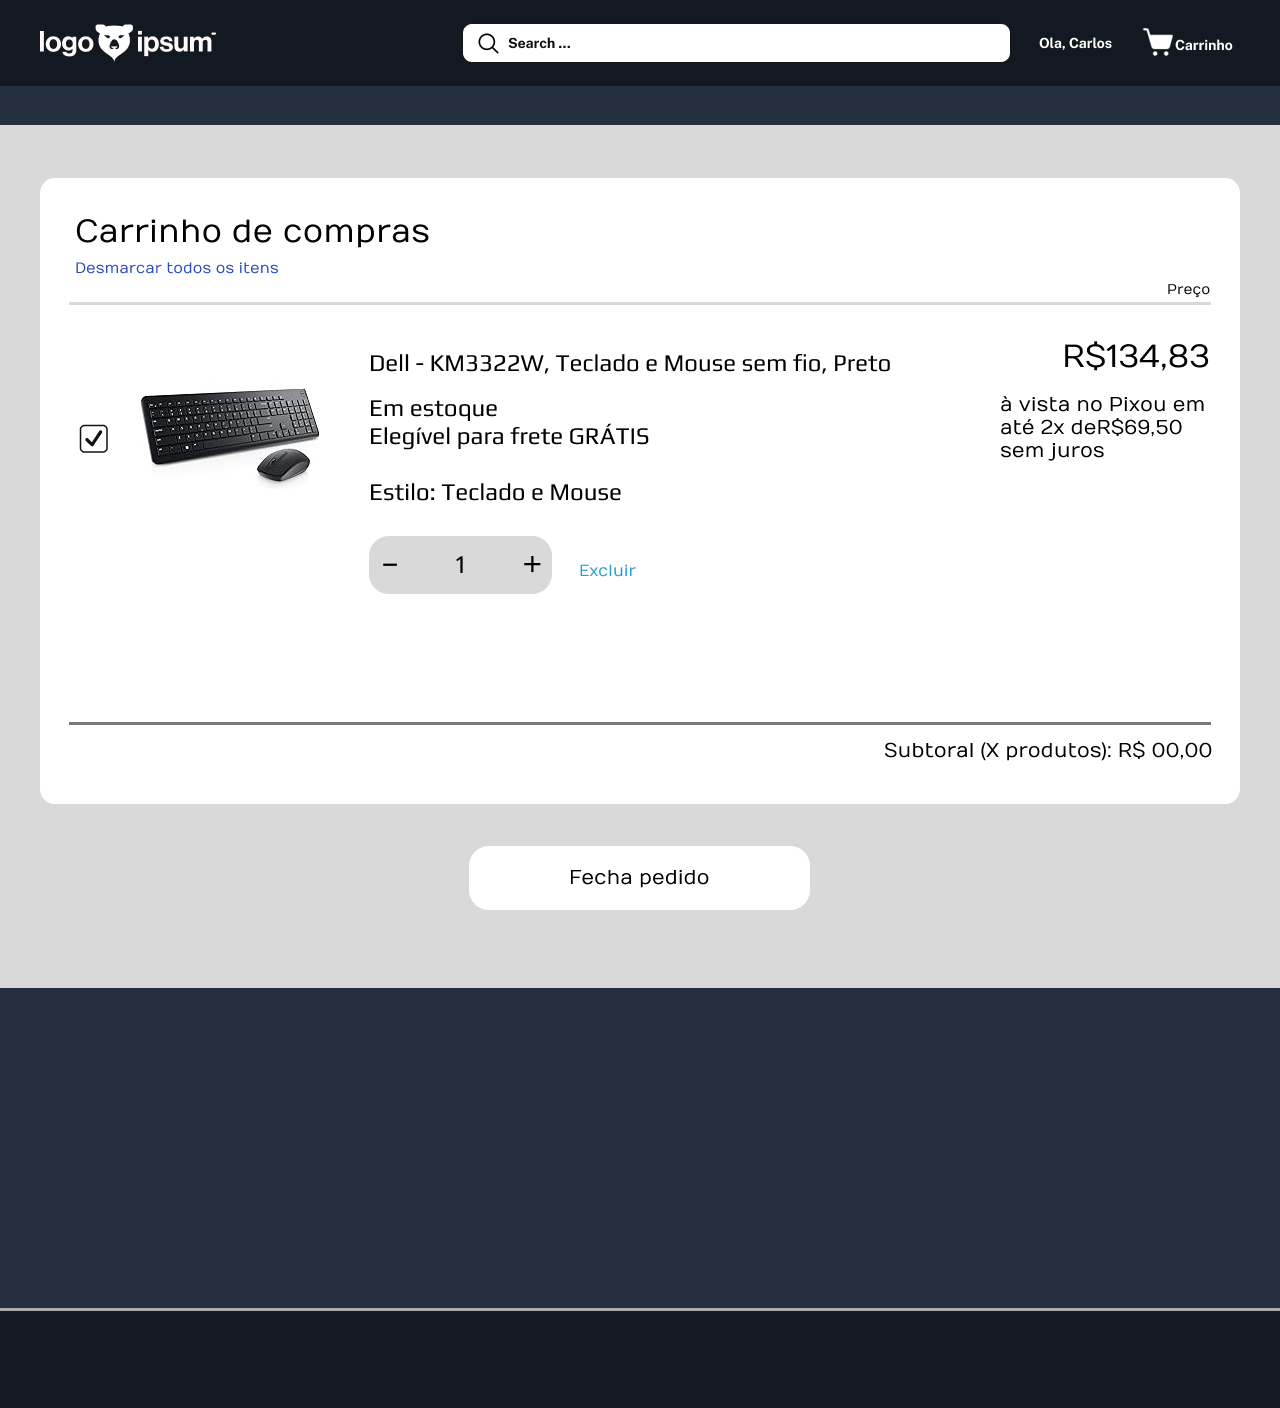 logo ipsum
Search ...
Ola, Carlos
Carrinho
Carrinho de compras
Desmarcar todos os itens
Preço
Dell - KM3322W, Teclado e Mouse sem fio, Preto
R$134,83
Em estoque
Elegível para frete GRÁTIS
à vista no Pixou em
até 2x deR$69,50
sem juros
Estilo: Teclado e Mouse
− 1 +
Excluir
Subtoral (X produtos): R$ 00,00
Fecha pedido